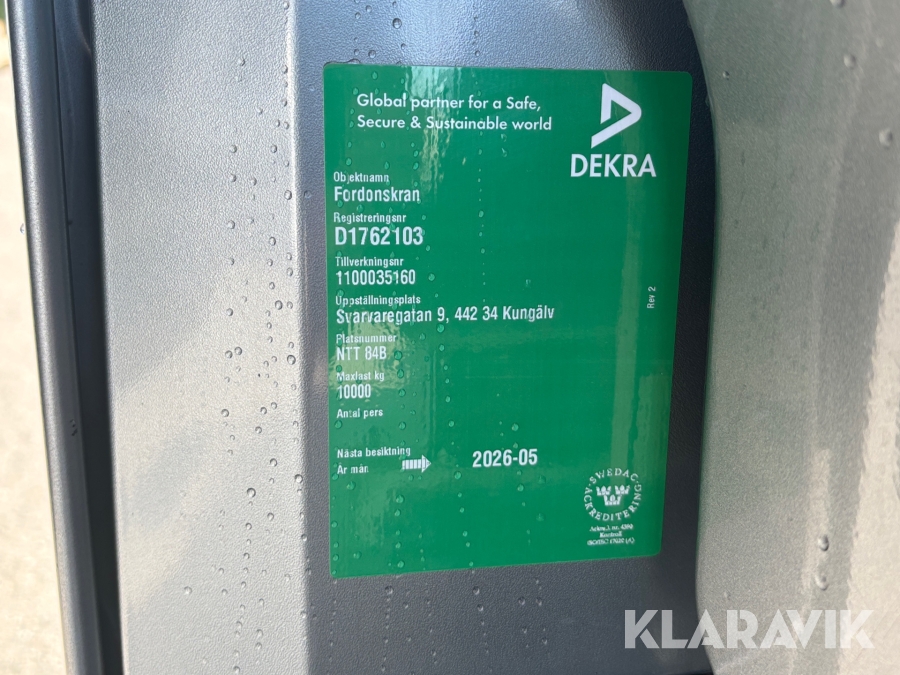 Global partner for a Safe,
Secure & Sustainable world
DEKRA
Objektnamn
Fordonskran
Registreringsnr
D1762103
Tillverkningsnr
1100035160
Uppställningsplats
Svarvaregatan 9, 442 34 Kungälv
Platsnummer
NTT 84B
Maxlast kg
10000
Antal pers
Nästa besiktning
År mån
2026-05
Rev 2
SWEDAC
ACKREDITERING
Kontroll
KLARAVIK